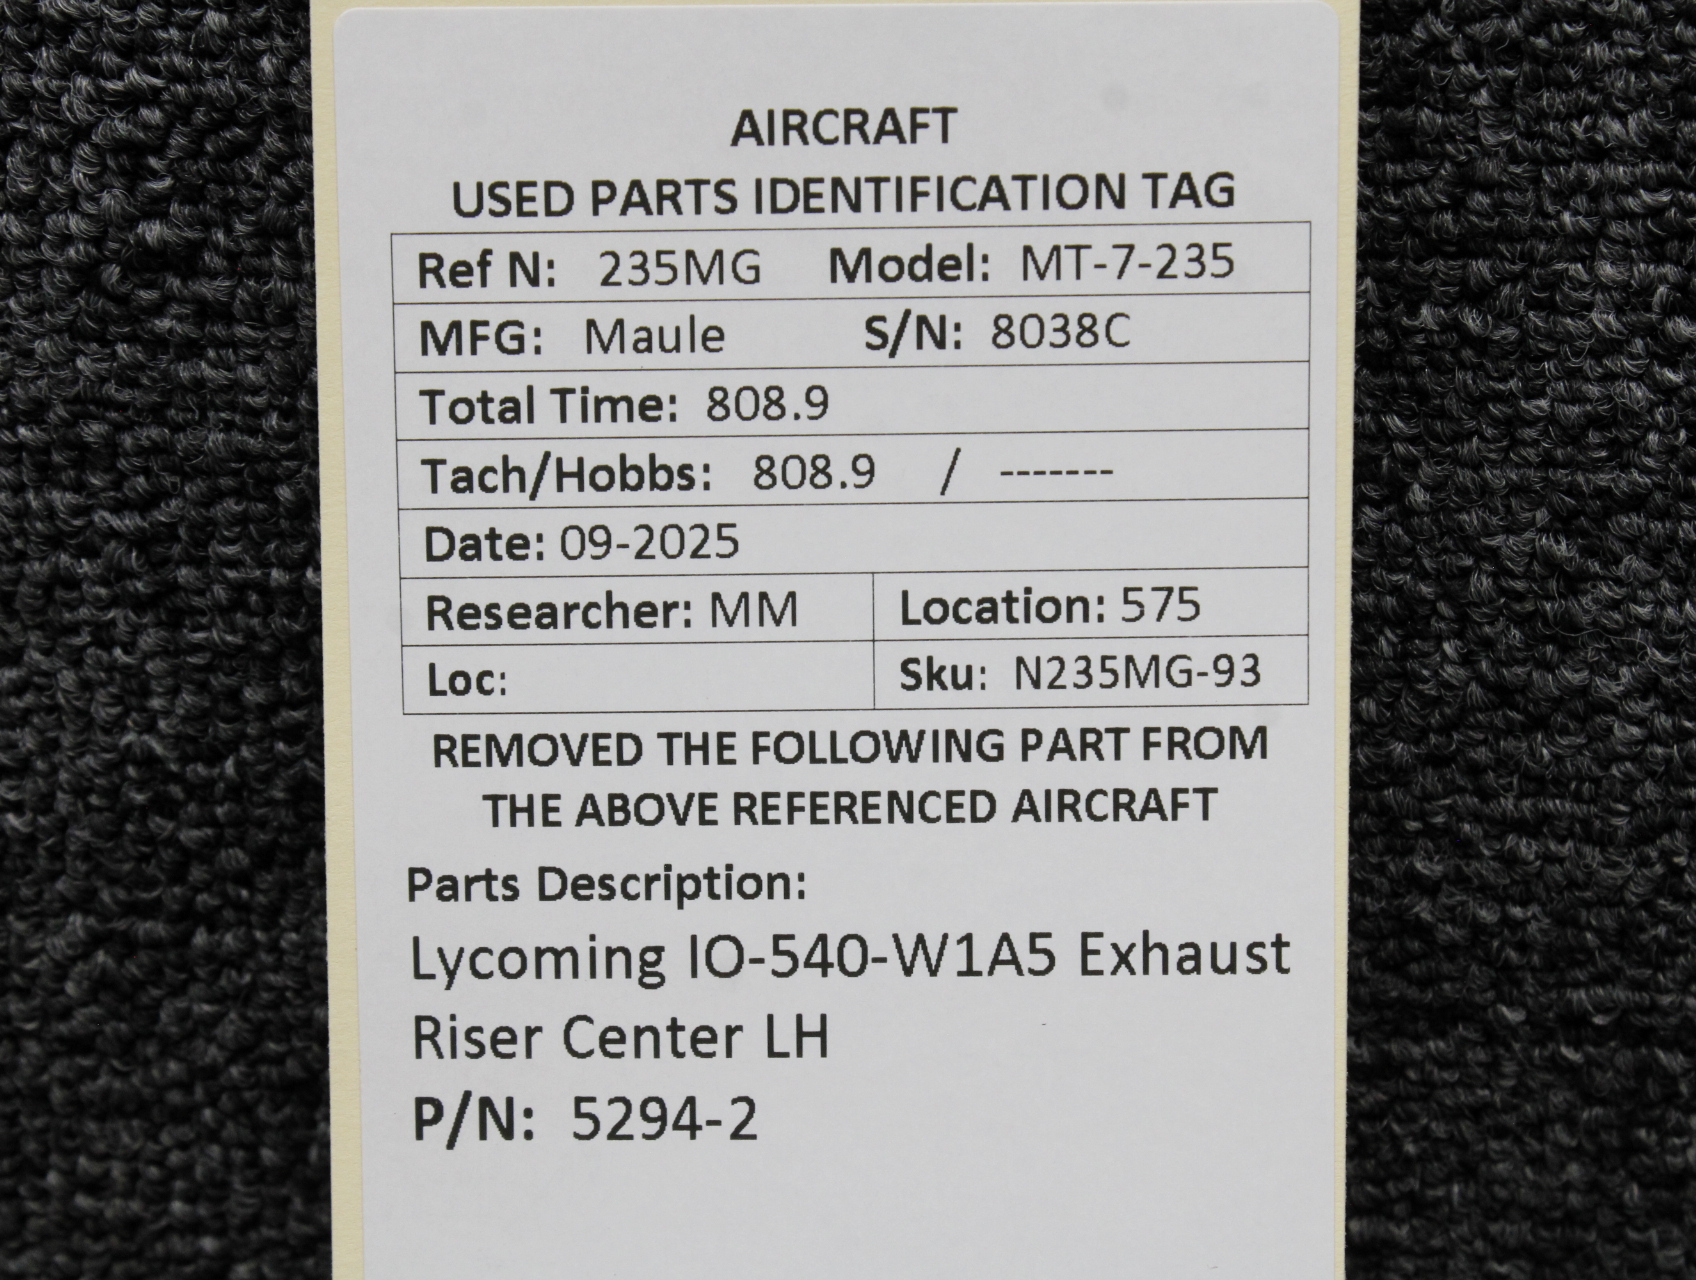 AIRCRAFT
USED PARTS IDENTIFICATION TAG
Ref N: 235MG Model: MT-7-235
MFG: Maule S/N: 8038C
Total Time: 808.9
Tach/Hobbs: 808.9 / -------
Date: 09-2025
Researcher: MM Location: 575
Loc: Sku: N235MG-93
REMOVED THE FOLLOWING PART FROM
THE ABOVE REFERENCED AIRCRAFT
Parts Description:
Lycoming IO-540-W1A5 Exhaust
Riser Center LH
P/N: 5294-2